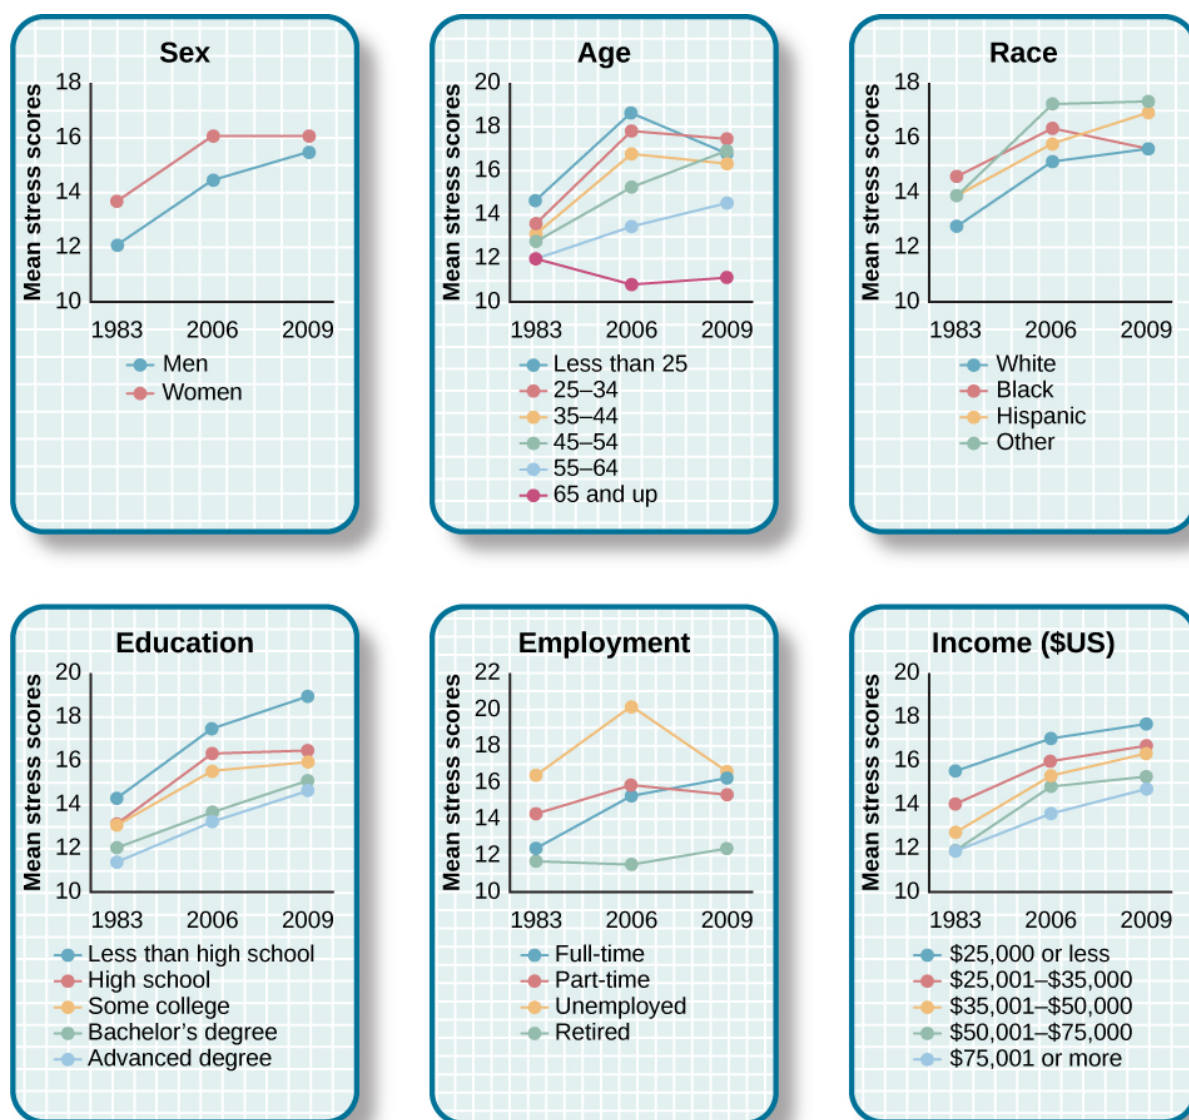 Sex
Mean stress scores
18
16
14
12
10
1983 2006 2009
Men
Women
Age
Mean stress scores
20
18
16
14
12
10
1983 2006 2009
Less than 25
25–34
35–44
45–54
55–64
65 and up
Race
Mean stress scores
18
16
14
12
10
1983 2006 2009
White
Black
Hispanic
Other
Education
Mean stress scores
20
18
16
14
12
10
1983 2006 2009
Less than high school
High school
Some college
Bachelor’s degree
Advanced degree
Employment
Mean stress scores
22
20
18
16
14
12
10
1983 2006 2009
Full-time
Part-time
Unemployed
Retired
Income ($US)
Mean stress scores
20
18
16
14
12
10
1983 2006 2009
$25,000 or less
$25,001–$35,000
$35,001–$50,000
$50,001–$75,000
$75,001 or more